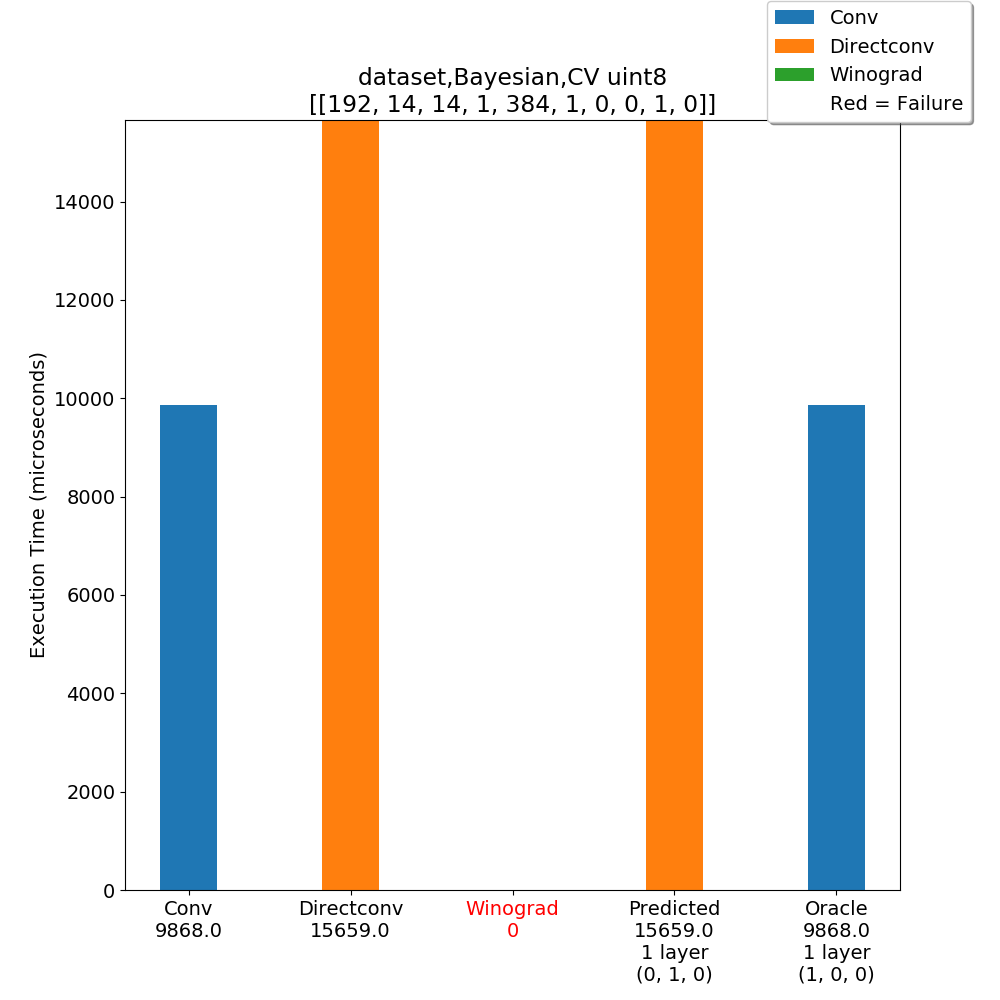 Conv
Directconv
Winograd
Red = Failure
dataset,Bayesian,CV uint8
[[192, 14, 14, 1, 384, 1, 0, 0, 1, 0]]
Execution Time (microseconds)
14000
12000
10000
8000
6000
4000
2000
0
Conv
9868.0
Directconv
15659.0
Winograd
0
Predicted
15659.0
1 layer
(0, 1, 0)
Oracle
9868.0
1 layer
(1, 0, 0)